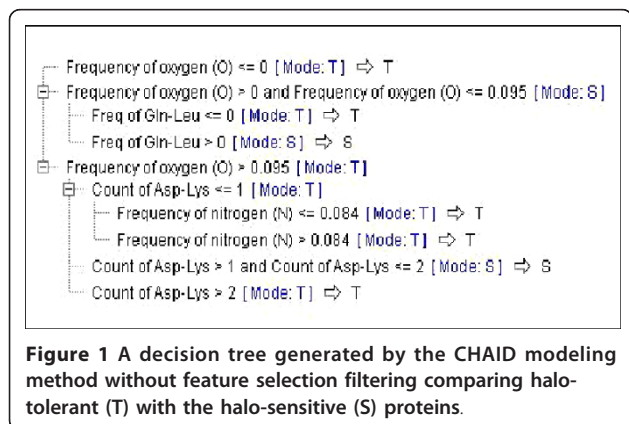 Frequency of oxygen (O) <= 0 [Mode: T] ⇨ T
Frequency of oxygen (O) > 0 and Frequency of oxygen (O) <= 0.095 [Mode: S]
Freq of Gln-Leu <= 0 [Mode: T] ⇨ T
Freq of Gln-Leu > 0 [Mode: S] ⇨ S
Frequency of oxygen (O) > 0.095 [Mode: T]
Count of Asp-Lys <= 1 [Mode: T]
Frequency of nitrogen (N) <= 0.084 [Mode: T] ⇨ T
Frequency of nitrogen (N) > 0.084 [Mode: T] ⇨ T
Count of Asp-Lys > 1 and Count of Asp-Lys <= 2 [Mode: S] ⇨ S
Count of Asp-Lys > 2 [Mode: T] ⇨ T
Figure 1 A decision tree generated by the CHAID modeling
method without feature selection filtering comparing halo-
tolerant (T) with the halo-sensitive (S) proteins.